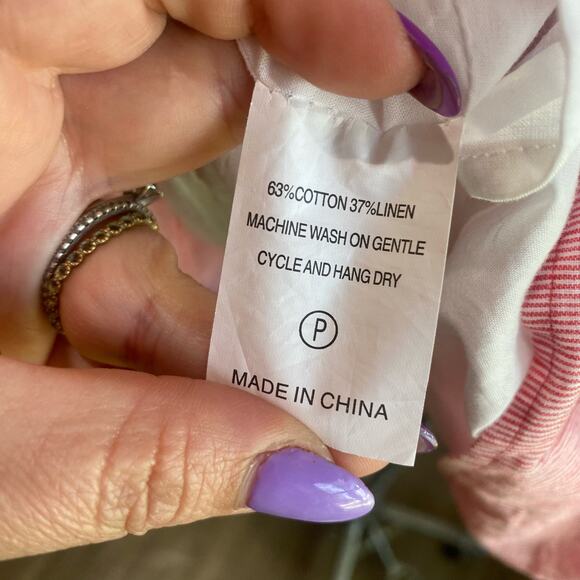 63%COTTON 37%LINEN
MACHINE WASH ON GENTLE
CYCLE AND HANG DRY
P
MADE IN CHINA